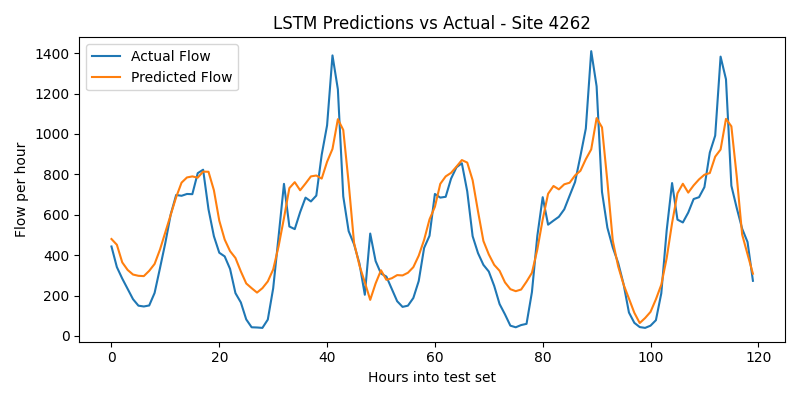 LSTM Predictions vs Actual - Site 4262
Actual Flow
Predicted Flow
Flow per hour
1400
1200
1000
800
600
400
200
0
0 20 40 60 80 100 120
Hours into test set